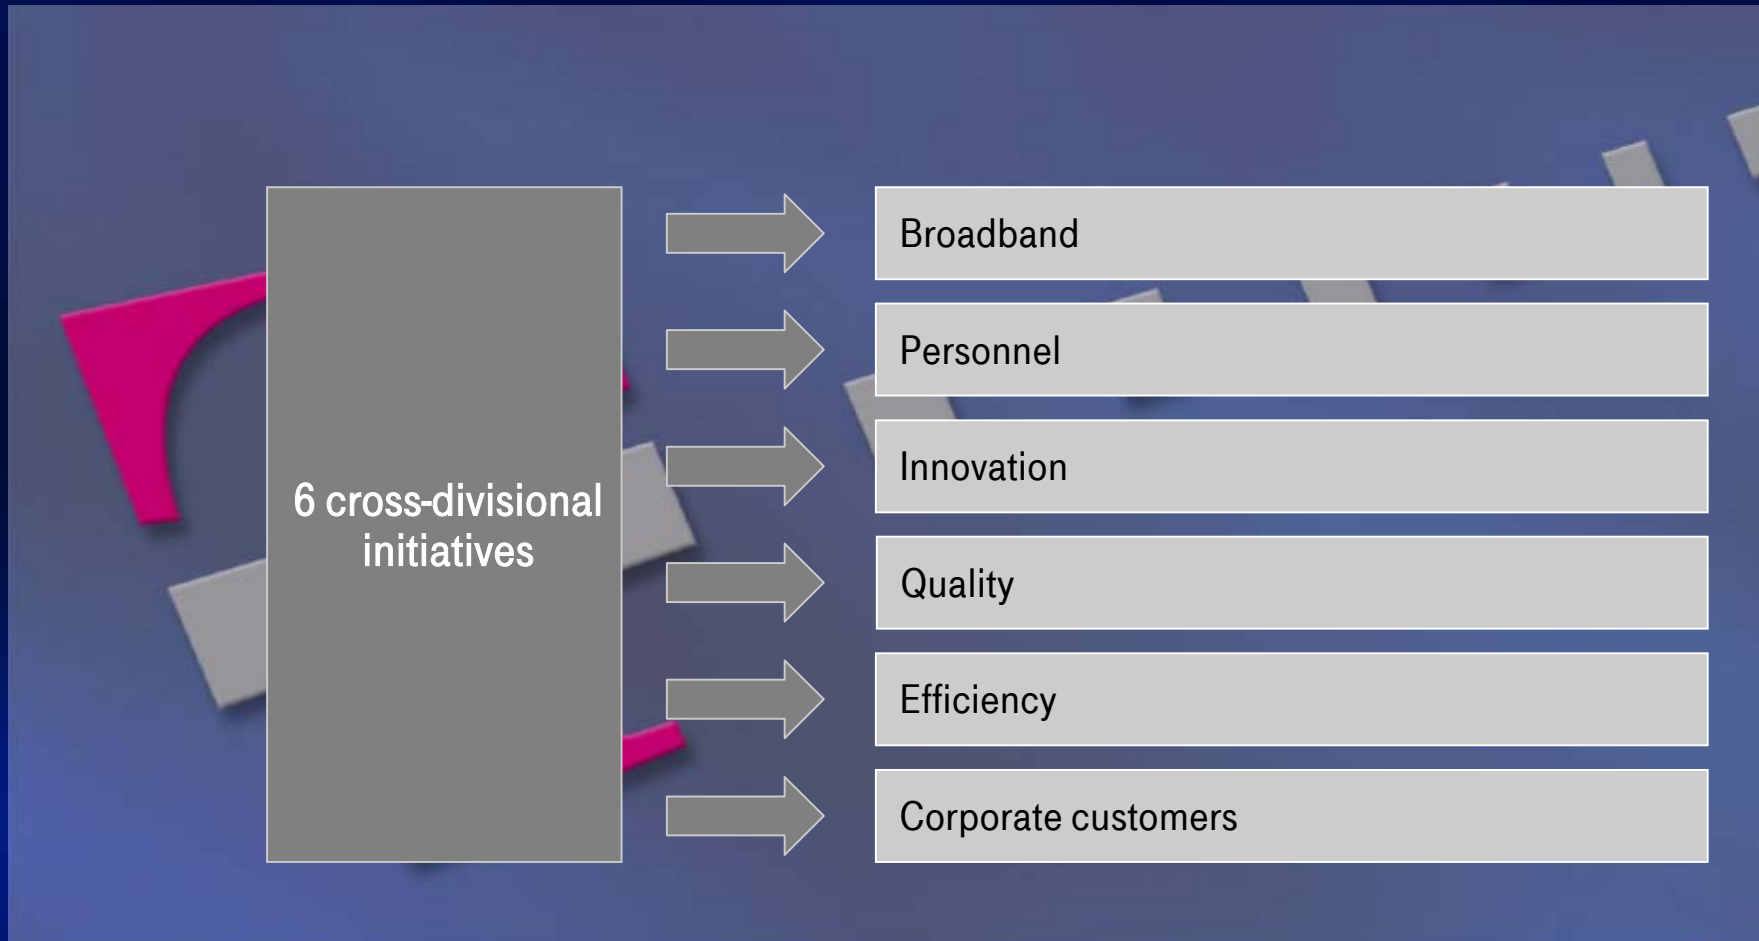 6 cross-divisional
initiatives
Broadband
Personnel
Innovation
Quality
Efficiency
Corporate customers